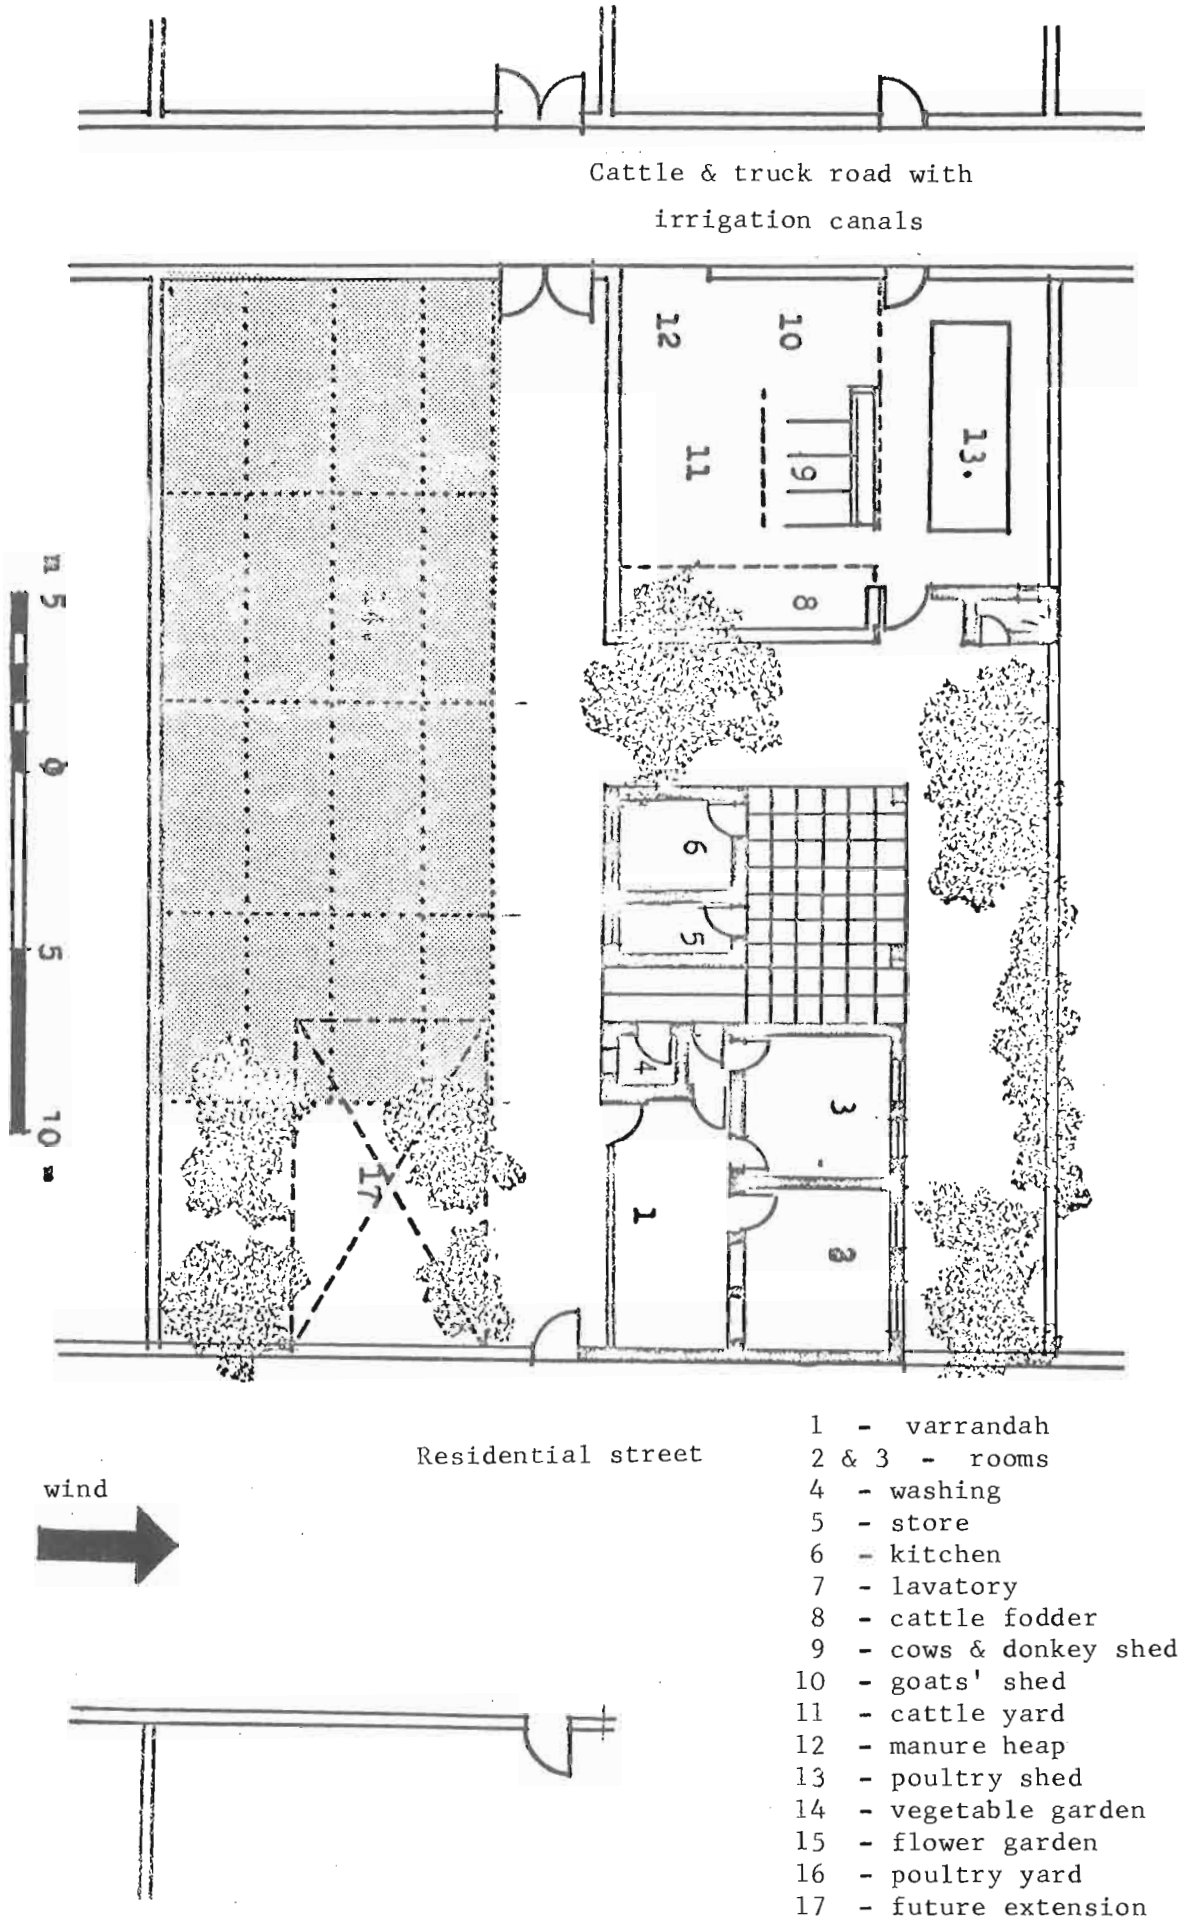 Cattle & truck road with
irrigation canals
12
10
13.
11
9
8
m 5
0
5
10
6
5
4
3
17
1
Residential street
wind
1 - varrandah
2 & 3 - rooms
4 - washing
5 - store
6 - kitchen
7 - lavatory
8 - cattle fodder
9 - cows & donkey shed
10 - goats' shed
11 - cattle yard
12 - manure heap
13 - poultry shed
14 - vegetable garden
15 - flower garden
16 - poultry yard
17 - future extension